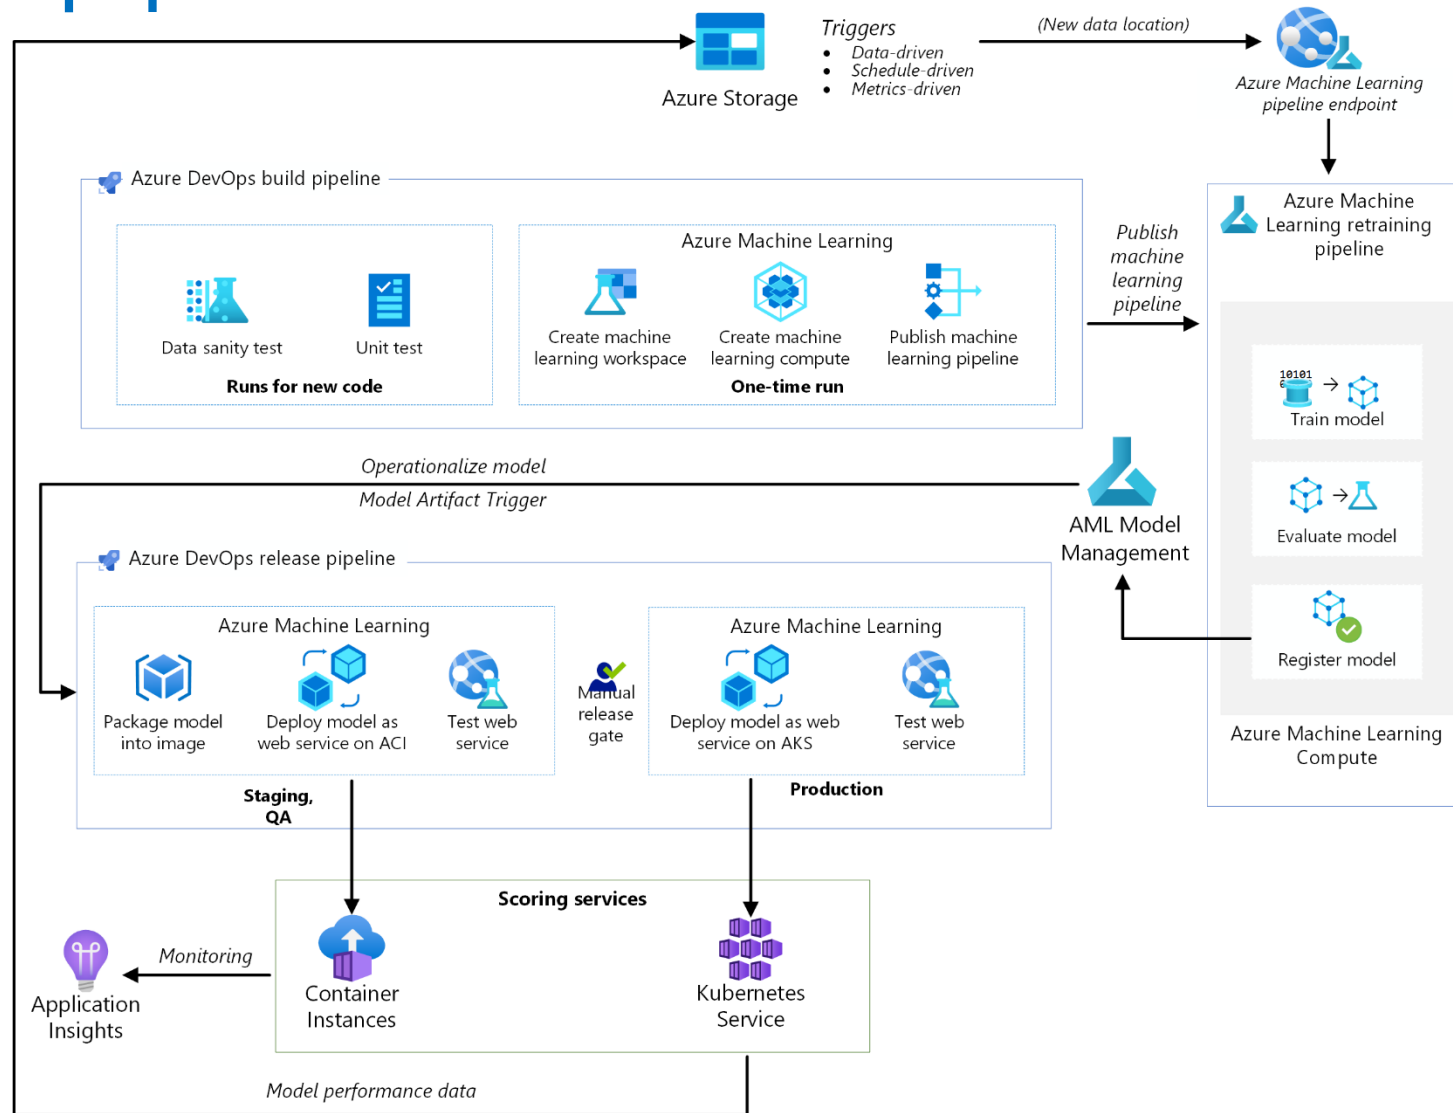 Triggers
• Data-driven
• Schedule-driven
• Metrics-driven
Azure Storage
(New data location)
Azure Machine Learning
pipeline endpoint
Azure DevOps build pipeline
Data sanity test
Unit test
Runs for new code
Azure Machine Learning
Create machine
learning workspace
Create machine
learning compute
Publish machine
learning pipeline
One-time run
Publish
machine
learning
pipeline
Azure Machine
Learning retraining
pipeline
10101
Train model
Evaluate model
Register model
Azure Machine Learning
Compute
AML Model
Management
Operationalize model
Model Artifact Trigger
Azure DevOps release pipeline
Azure Machine Learning
Package model
into image
Deploy model as
web service on ACI
Test web
service
Staging,
QA
Manual
release
gate
Azure Machine Learning
Deploy model as web
service on AKS
Test web
service
Production
Scoring services
Container
Instances
Kubernetes
Service
Monitoring
Application
Insights
Model performance data